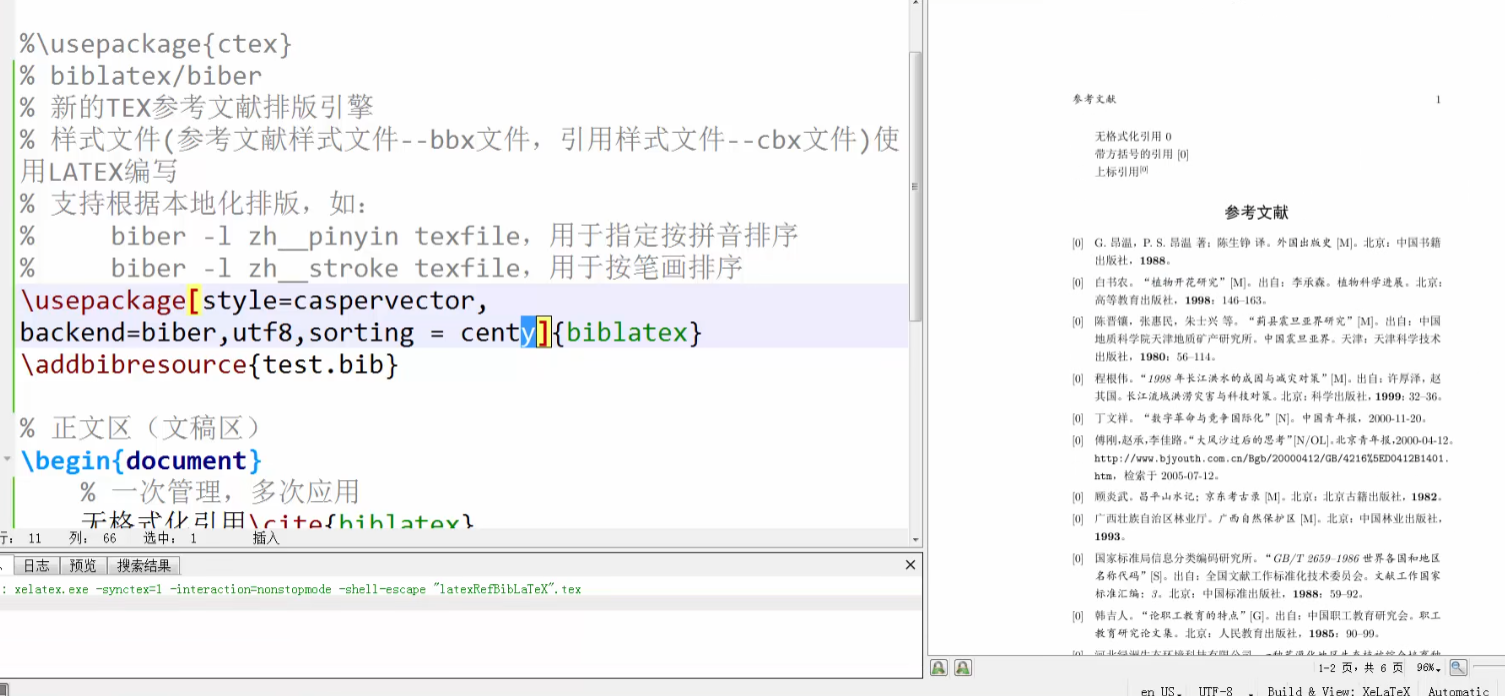 %\usepackage{ctex}
% biblatex/biber
% 新的TEX参考文献排版引擎
% 样式文件(参考文献样式文件--bbx文件，引用样式文件--cbx文件)使
用LATEX编写
% 支持根据本地化排版，如：
%     biber -l zh__pinyin texfile，用于指定按拼音排序
%     biber -l zh__stroke texfile，用于按笔画排序
\usepackage[style=caspervector,
backend=biber,utf8,sorting = centy]{biblatex}
\addbibresource{test.bib}
% 正文区（文稿区）
\begin{document}
% 一次管理，多次应用
无格式化引用\cite{biblatex}
行: 11 列: 66 选中: 1 插入
日志 预览 搜索结果
: xelatex.exe -synctex=1 -interaction=nonstopmode -shell-escape "latexRefBibLaTeX".tex
参考文献 1
无格式化引用 0
带方括号的引用 [0]
上标引用[0]
参考文献
[0] G. 昂温，P. S. 昂温 著；陈生铮 译。外国出版史 [M]。北京：中国书籍
出版社，1988。
[0] 白书农。“植物开花研究”[M]。出自：李承森。植物科学进展。北京：
高等教育出版社，1998：146–163。
[0] 陈晋镶，张惠民，朱士兴 等。“蓟县震旦亚界研究”[M]。出自：中国
地质科学院天津地质矿产研究所。中国震旦亚界。天津：天津科学技术
出版社，1980：56–114。
[0] 程根伟。“1998 年长江洪水的成因与减灾对策”[M]。出自：许厚泽，赵
其国。长江流域洪涝灾害与科技对策。北京：科学出版社，1999：32–36。
[0] 丁文祥。“数字革命与竞争国际化”[N]。中国青年报，2000-11-20。
[0] 傅刚,赵承,李佳路。“大风沙过后的思考”[N/OL]。北京青年报,2000-04-12。
http://www.bjyouth.com.cn/Bgb/20000412/GB/4216%5ED0412B1401.
htm，检索于 2005-07-12。
[0] 顾炎武。昌平山水记；京东考古录 [M]。北京：北京古籍出版社，1982。
[0] 广西壮族自治区林业厅。广西自然保护区 [M]。北京：中国林业出版社，
1993。
[0] 国家标准局信息分类编码研究所。“GB/T 2659–1986 世界各国和地区
名称代码”[S]。出自：全国文献工作标准化技术委员会。文献工作国家
标准汇编：3。北京：中国标准出版社，1988：59–92。
[0] 韩吉人。“论职工教育的特点”[G]。出自：中国职工教育研究会。职工
教育研究论文集。北京：人民教育出版社，1985：90–99。
1-2 页，共 6 页 96%
en_US UTF-8 Build & View: XeLaTeX Automatic